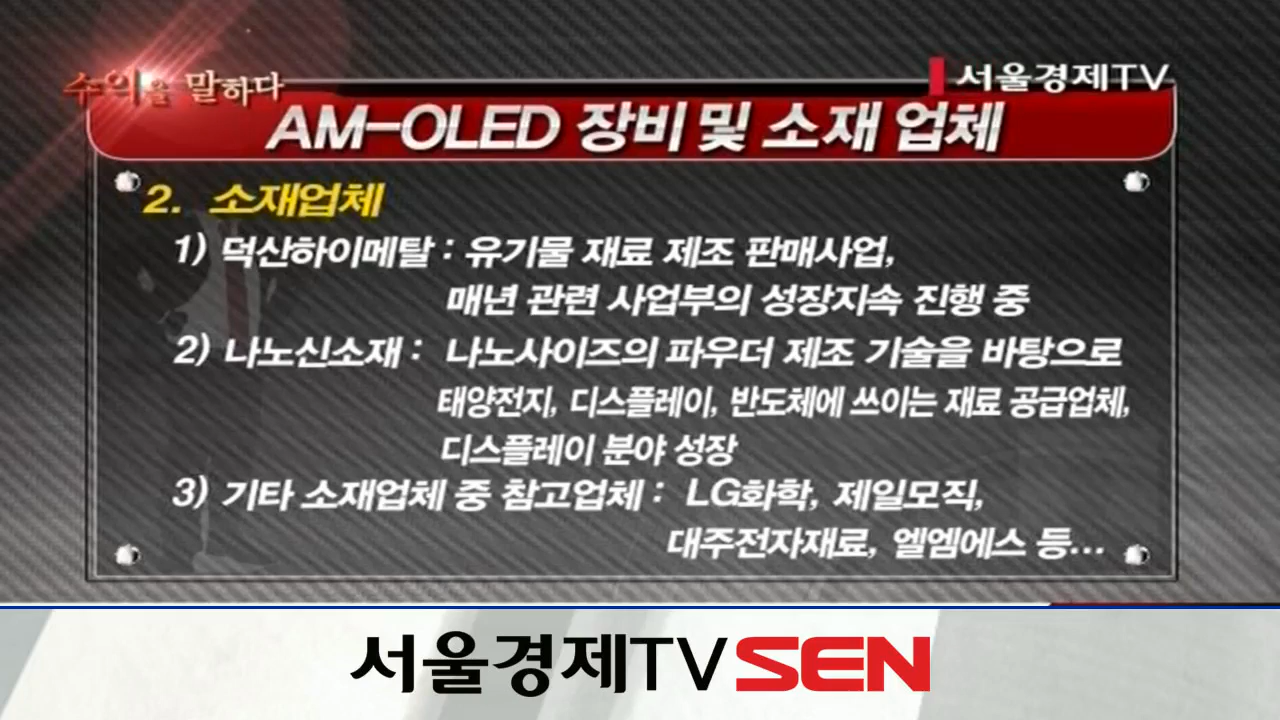 수익을 말하다
서울경제TV
AM-OLED 장비 및 소재 업체
2. 소재업체
1) 덕산하이메탈 : 유기물 재료 제조 판매사업,
매년 관련 사업부의 성장지속 진행 중
2) 나노신소재 : 나노사이즈의 파우더 제조 기술을 바탕으로
태양전지, 디스플레이, 반도체에 쓰이는 재료 공급업체,
디스플레이 분야 성장
3) 기타 소재업체 중 참고업체 : LG화학, 제일모직,
대주전자재료, 엘엠에스 등...
서울경제TV SEN